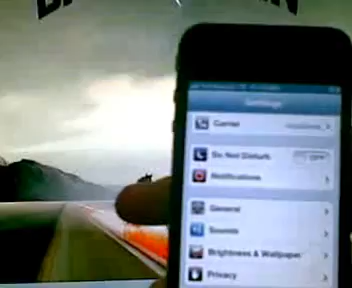 Settings
Carrier
Do Not Disturb OFF
Notifications
General
Sounds
Brightness & Wallpaper
Privacy